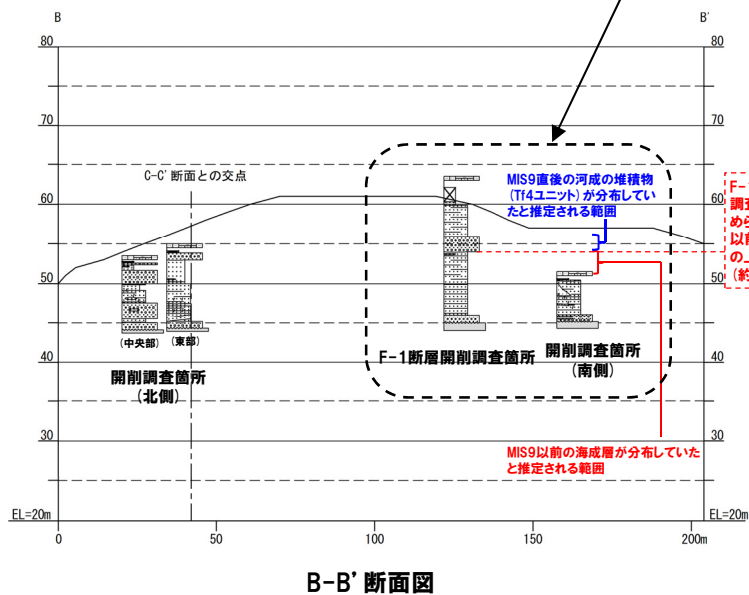 B
B'
80
80
70
70
C-C'断面との交点
MIS9直後の河成の堆積物
(Tf4ユニット)が分布してい
たと推定される範囲
F-1
調査
めら
以前
の上
(約
60
60
50
50
(中央部)
(東部)
開削調査箇所
(北側)
F-1断層開削調査箇所
開削調査箇所
(南側)
40
40
30
30
MIS9以前の海成層が分布していた
と推定される範囲
EL=20m
EL=20m
0
50
100
150
200m
B-B'断面図